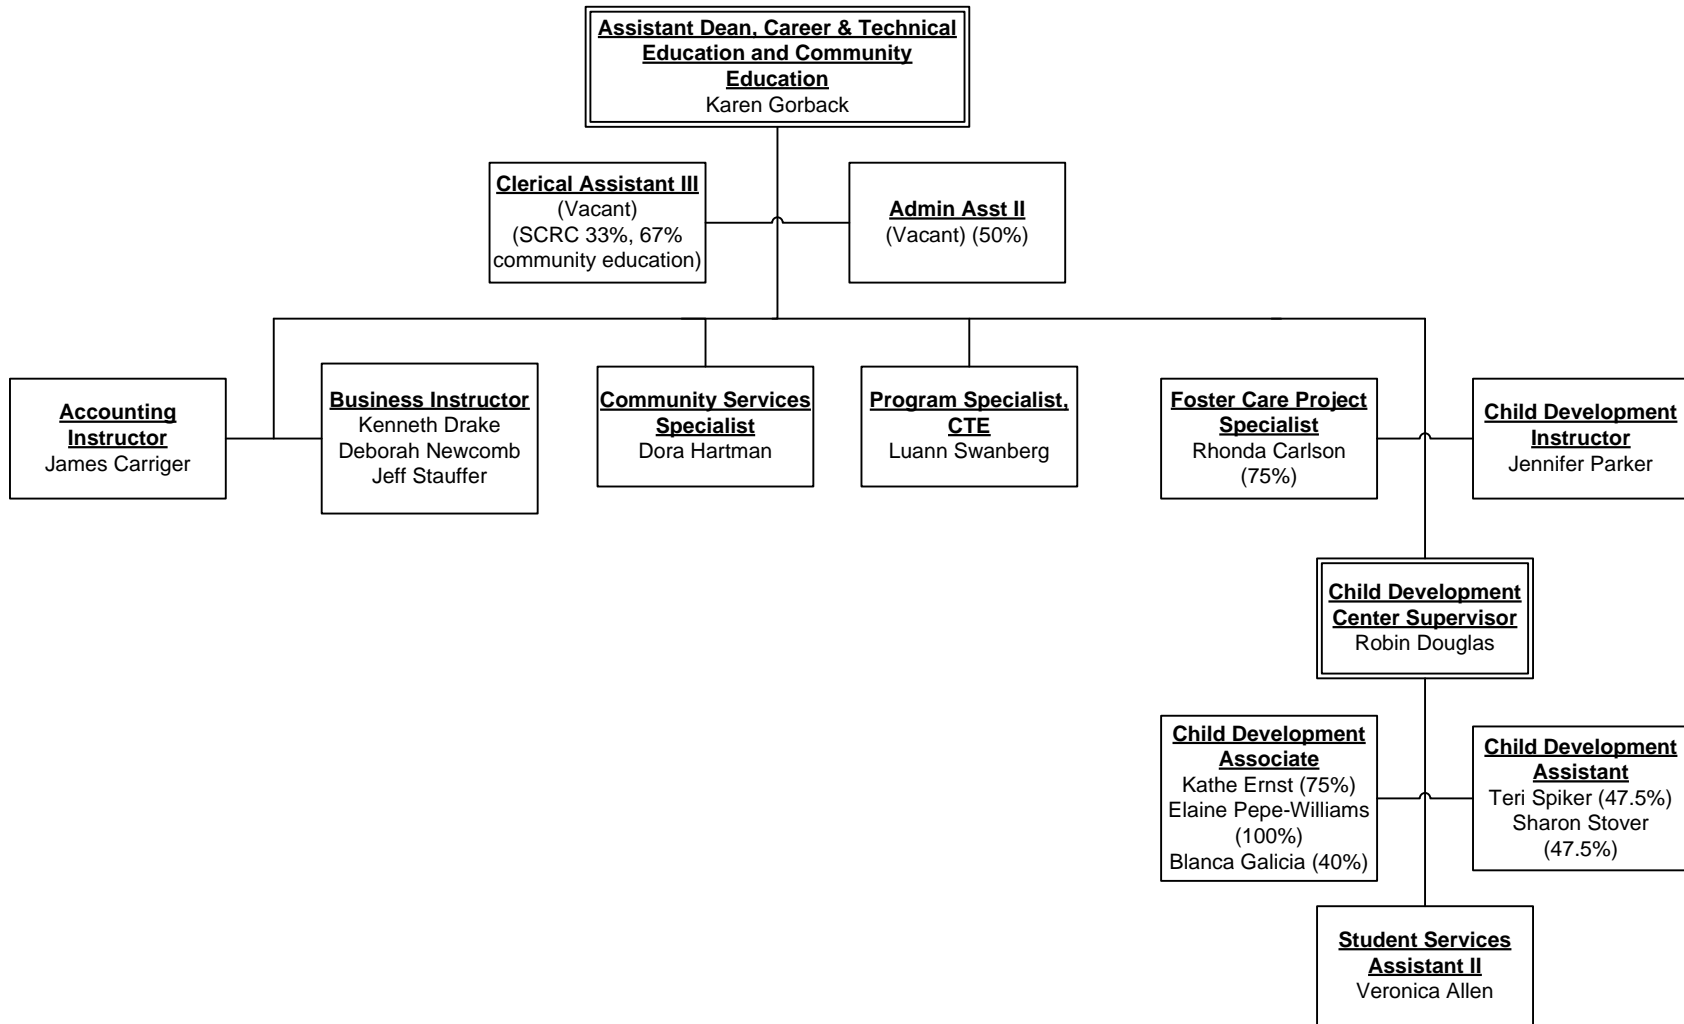 Assistant Dean, Career & Technical
Education and Community
Education
Karen Gorback
Clerical Assistant III
(Vacant)
(SCRC 33%, 67%
community education)
Admin Asst II
(Vacant) (50%)
Accounting
Instructor
James Carriger
Business Instructor
Kenneth Drake
Deborah Newcomb
Jeff Stauffer
Community Services
Specialist
Dora Hartman
Program Specialist,
CTE
Luann Swanberg
Foster Care Project
Specialist
Rhonda Carlson
(75%)
Child Development
Instructor
Jennifer Parker
Child Development
Center Supervisor
Robin Douglas
Child Development
Associate
Kathe Ernst (75%)
Elaine Pepe-Williams
(100%)
Blanca Galicia (40%)
Child Development
Assistant
Teri Spiker (47.5%)
Sharon Stover
(47.5%)
Student Services
Assistant II
Veronica Allen